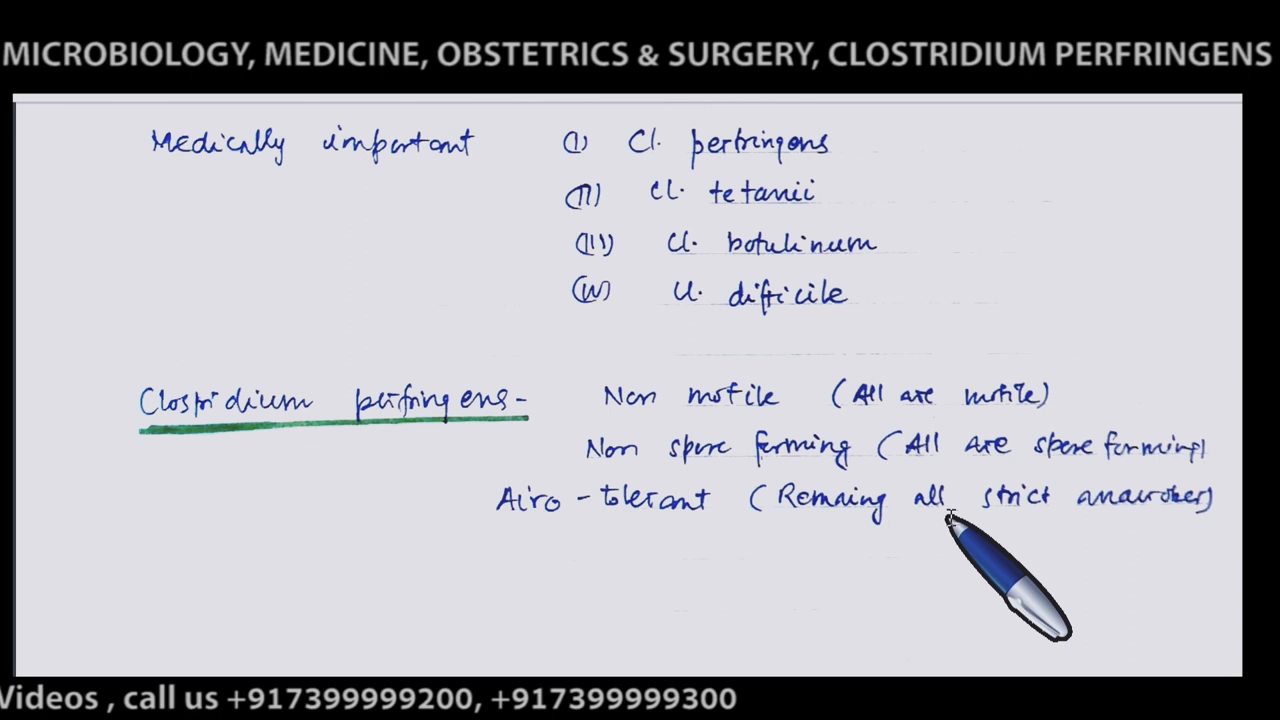 MICROBIOLOGY, MEDICINE, OBSTETRICS & SURGERY, CLOSTRIDIUM PERFRINGENS
Medically important (I) Cl. perfringens
(II) Cl. tetanii
(III) Cl. botulinum
(IV) Cl. difficile
Clostridium perfringens- Non motile (All are motile)
Non spore forming (All are spore forming)
Airo-tolerant (Remaing all strict anaerobes)
Videos , call us +917399999200, +917399999300